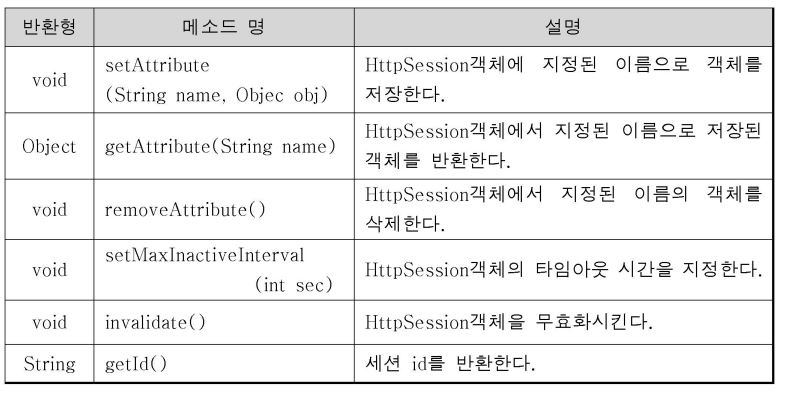 반환형 메소드 명 설명
void setAttribute (String name, Objec obj) HttpSession객체에 지정된 이름으로 객체를 저장한다.
Object getAttribute(String name) HttpSession객체에서 지정된 이름으로 저장된 객체를 반환한다.
void removeAttribute() HttpSession객체에서 지정된 이름의 객체를 삭제한다.
void setMaxInactiveInterval (int sec) HttpSession객체의 타임아웃 시간을 지정한다.
void invalidate() HttpSession객체을 무효화시킨다.
String getId() 세션 id를 반환한다.